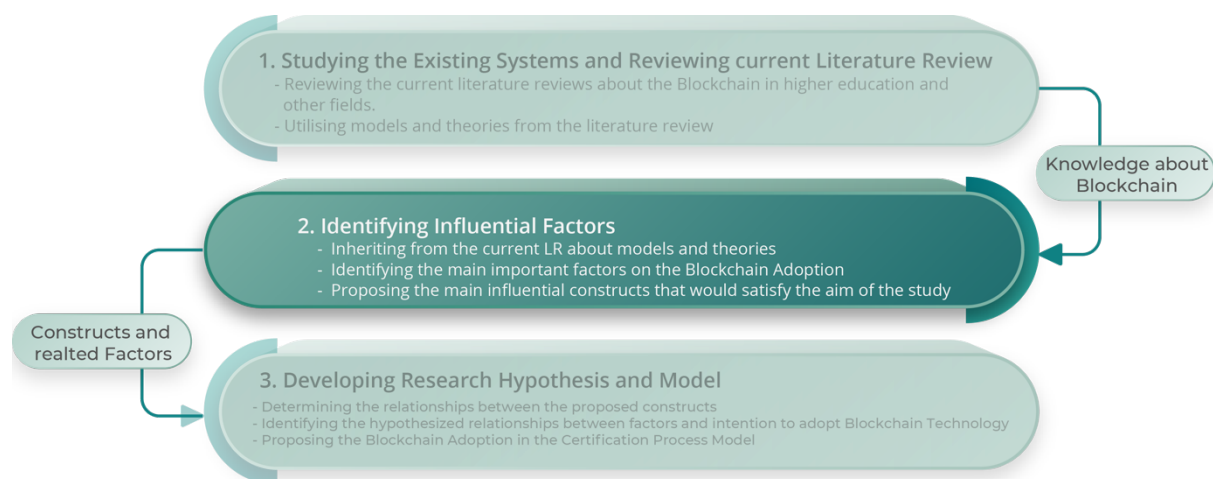 1. Studying the Existing Systems and Reviewing current Literature Review
- Reviewing the current literature reviews about the Blockchain in higher education and
other fields.
- Utilising models and theories from the literature review
Knowledge about
Blockchain
2. Identifying Influential Factors
- Inheriting from the current LR about models and theories
- Identifying the main important factors on the Blockchain Adoption
- Proposing the main influential constructs that would satisfy the aim of the study
Constructs and
realted Factors
3. Developing Research Hypothesis and Model
- Determining the relationships between the proposed constructs
- Identifying the hypothesized relationships between factors and intention to adopt Blockchain Technology
- Proposing the Blockchain Adoption in the Certification Process Model